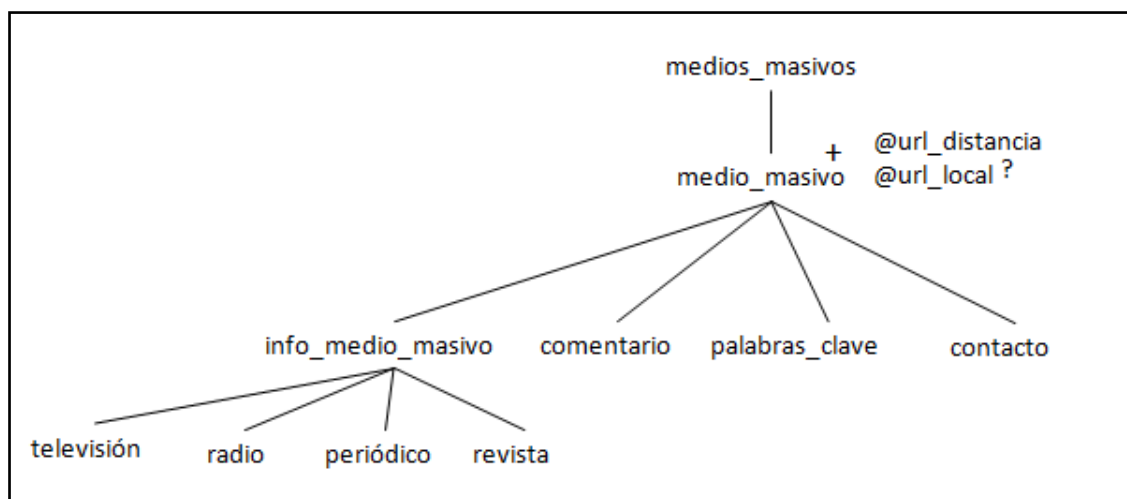 medios_masivos
+ @url_distancia
medio_masivo @url_local ?
info_medio_masivo comentario palabras_clave contacto
televisión radio periódico revista